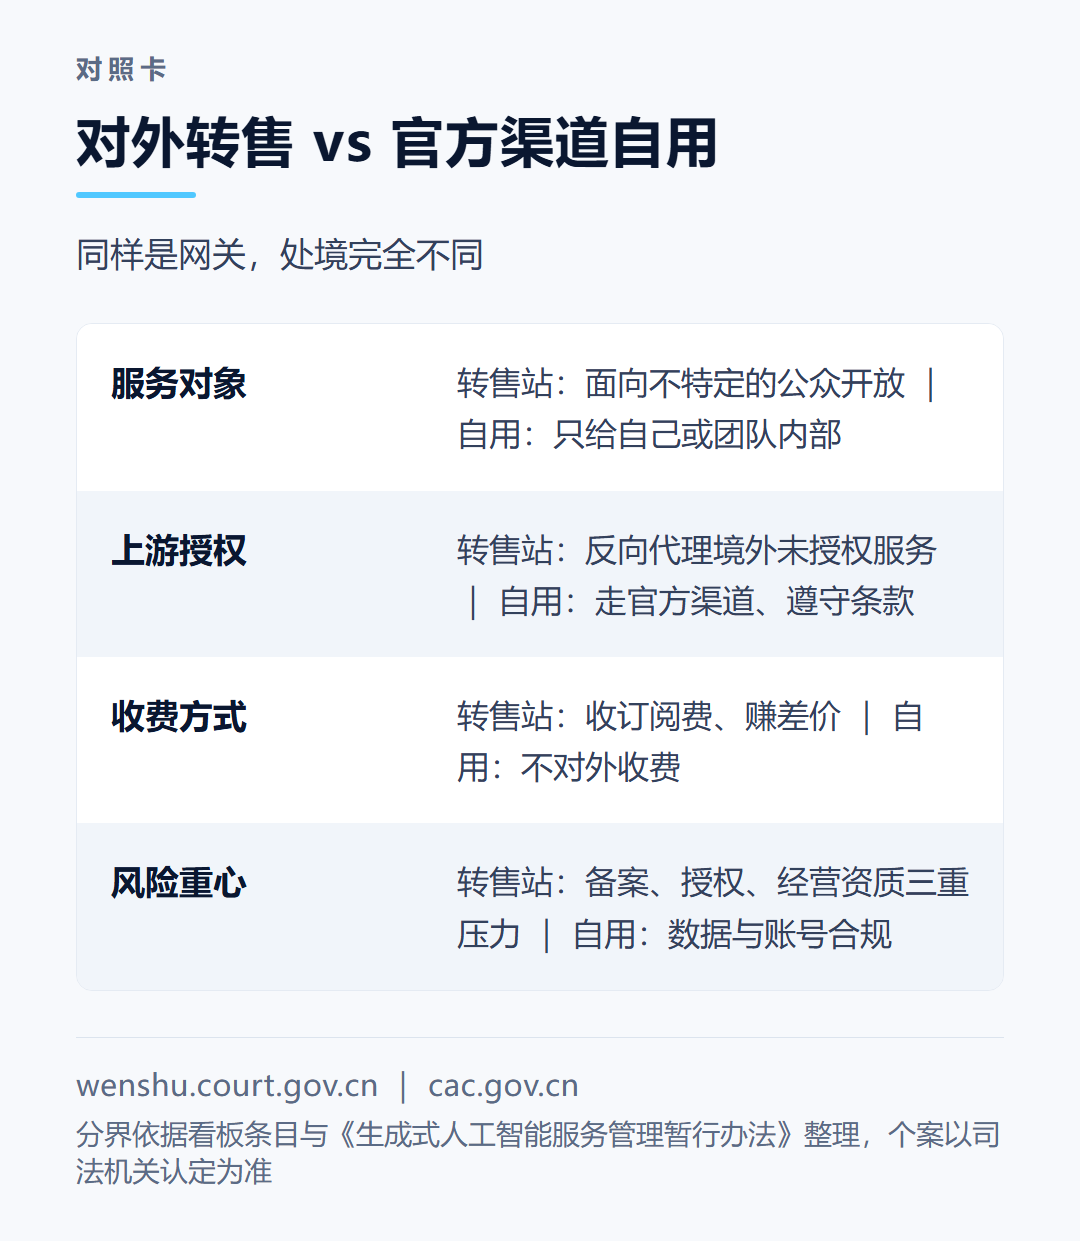 对照卡
对外转售 vs 官方渠道自用
同样是网关，处境完全不同
服务对象
转售站：面向不特定的公众开放 ｜
自用：只给自己或团队内部
上游授权
转售站：反向代理境外未授权服务
｜ 自用：走官方渠道、遵守条款
收费方式
转售站：收订阅费、赚差价 ｜ 自
用：不对外收费
风险重心
转售站：备案、授权、经营资质三重
压力 ｜ 自用：数据与账号合规
wenshu.court.gov.cn ｜ cac.gov.cn
分界依据看板条目与《生成式人工智能服务管理暂行办法》整理，个案以司
法机关认定为准